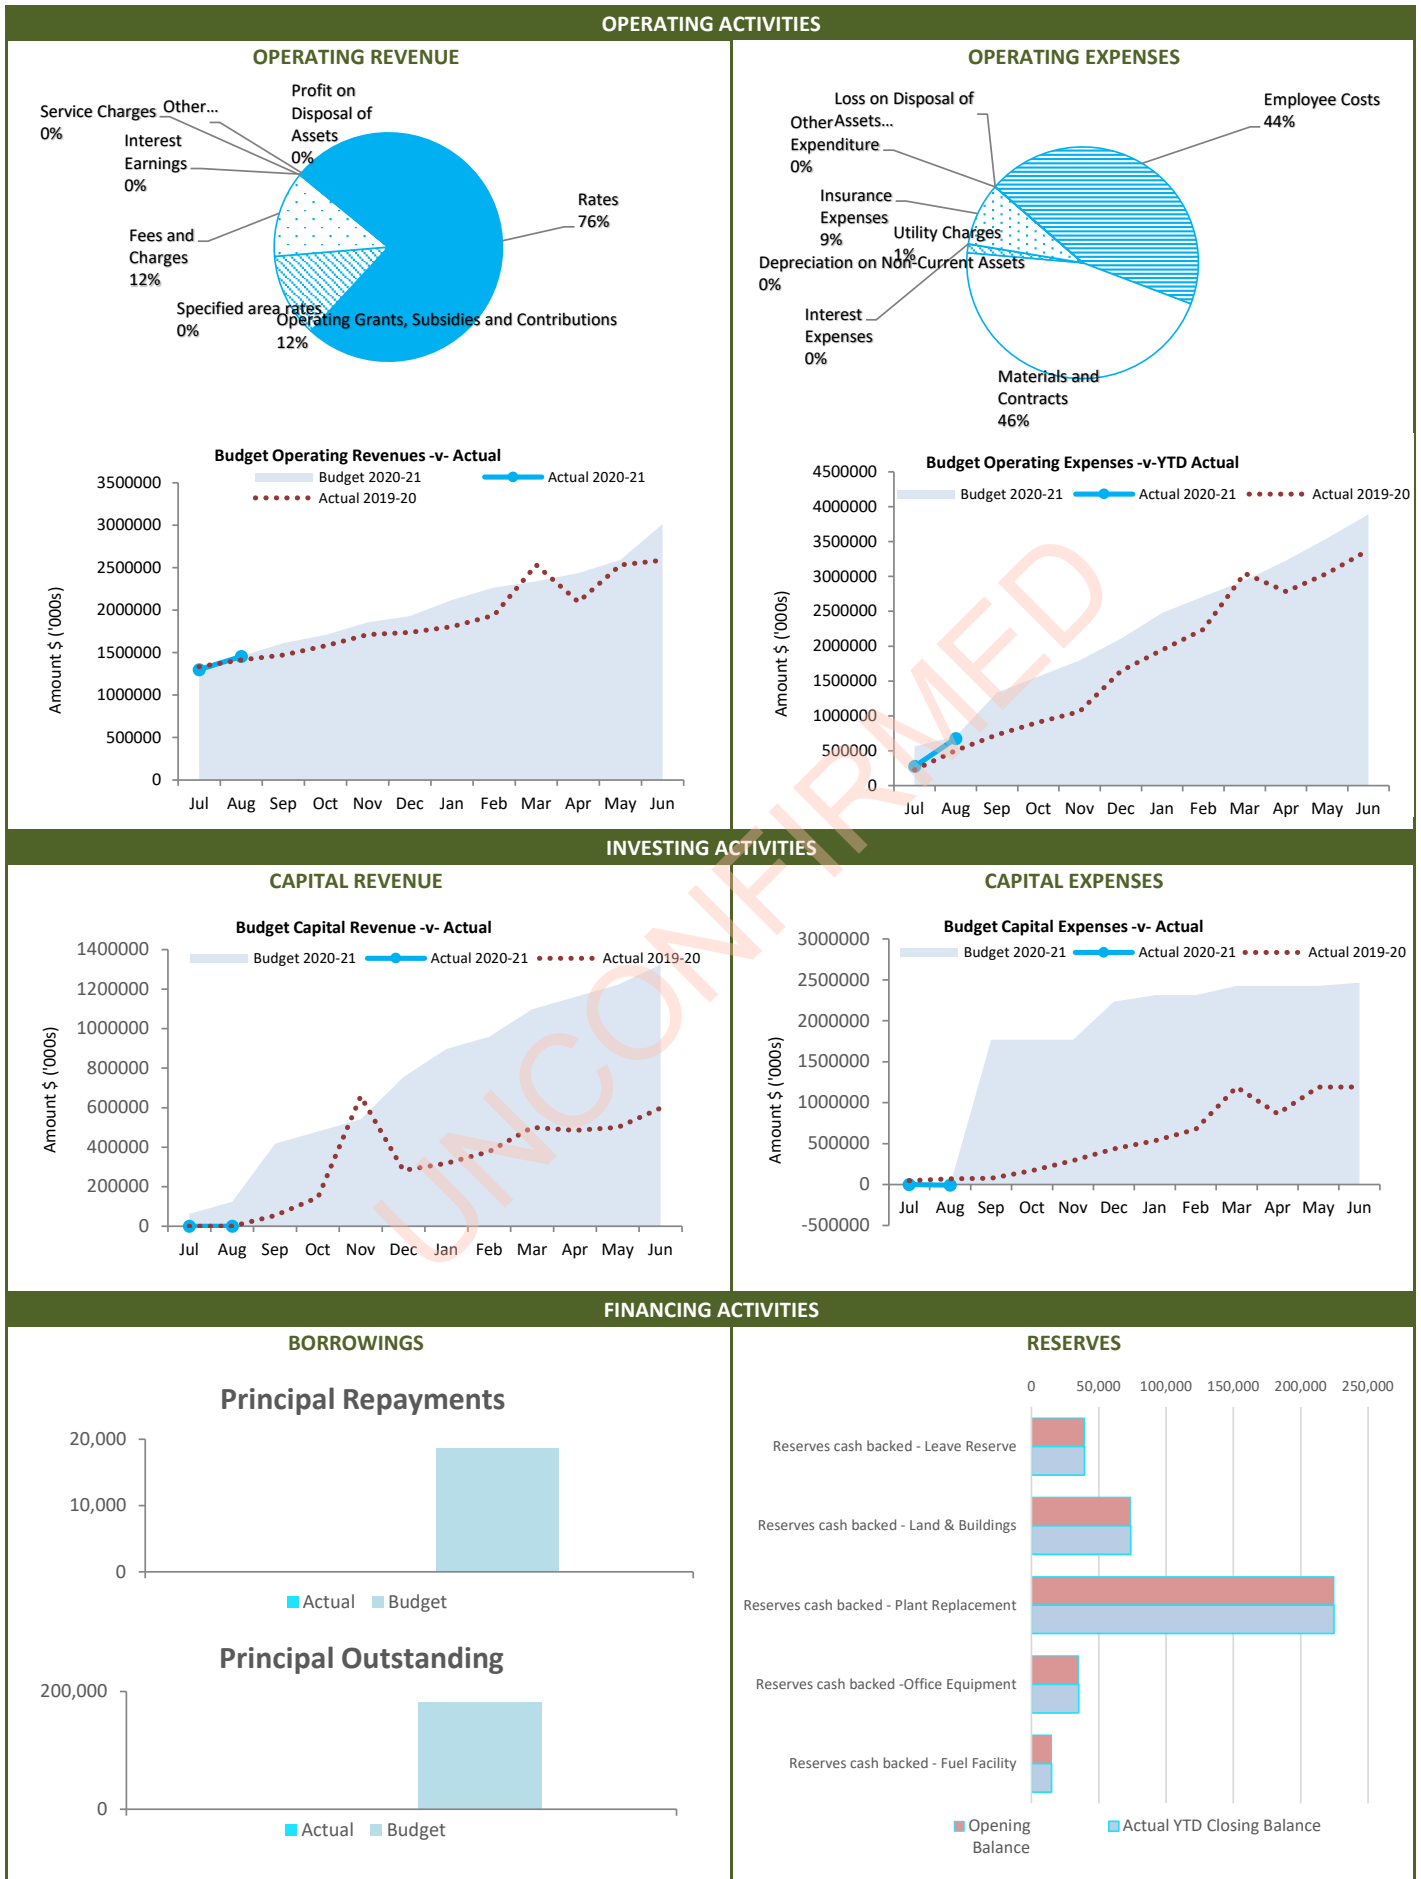 OPERATING ACTIVITIES
OPERATING REVENUE
Service Charges
0%
Other...
Profit on
Disposal of
Assets
0%
Interest
Earnings
0%
Rates
76%
Fees and
Charges
12%
Specified area rates
0%
Operating Grants, Subsidies and Contributions
12%
OPERATING EXPENSES
Loss on Disposal of
Assets...
Other
Expenditure
0%
Employee Costs
44%
Insurance
Expenses
9%
Utility Charges
1%
Depreciation on Non-Current Assets
0%
Interest
Expenses
0%
Materials and
Contracts
46%
Budget Operating Revenues -v- Actual
Budget 2020-21
Actual 2020-21
Actual 2019-20
Amount $ ('000s)
3500000
3000000
2500000
2000000
1500000
1000000
500000
0
Jul Aug Sep Oct Nov Dec Jan Feb Mar Apr May Jun
Budget Operating Expenses -v-YTD Actual
Budget 2020-21 Actual 2020-21 Actual 2019-20
Amount $ ('000s)
4500000
4000000
3500000
3000000
2500000
2000000
1500000
1000000
500000
0
Jul Aug Sep Oct Nov Dec Jan Feb Mar Apr May Jun
INVESTING ACTIVITIES
CAPITAL REVENUE
Budget Capital Revenue -v- Actual
Budget 2020-21 Actual 2020-21 Actual 2019-20
Amount $ ('000s)
1400000
1200000
1000000
800000
600000
400000
200000
0
Jul Aug Sep Oct Nov Dec Jan Feb Mar Apr May Jun
CAPITAL EXPENSES
Budget Capital Expenses -v- Actual
Budget 2020-21 Actual 2020-21 Actual 2019-20
Amount $ ('000s)
3000000
2500000
2000000
1500000
1000000
500000
0
-500000
Jul Aug Sep Oct Nov Dec Jan Feb Mar Apr May Jun
UNCONFIRMED
FINANCING ACTIVITIES
BORROWINGS
Principal Repayments
20,000
10,000
0
Actual Budget
Principal Outstanding
200,000
0
Actual Budget
RESERVES
0 50,000 100,000 150,000 200,000 250,000
Reserves cash backed - Leave Reserve
Reserves cash backed - Land & Buildings
Reserves cash backed - Plant Replacement
Reserves cash backed -Office Equipment
Reserves cash backed - Fuel Facility
Opening
Balance
Actual YTD Closing Balance